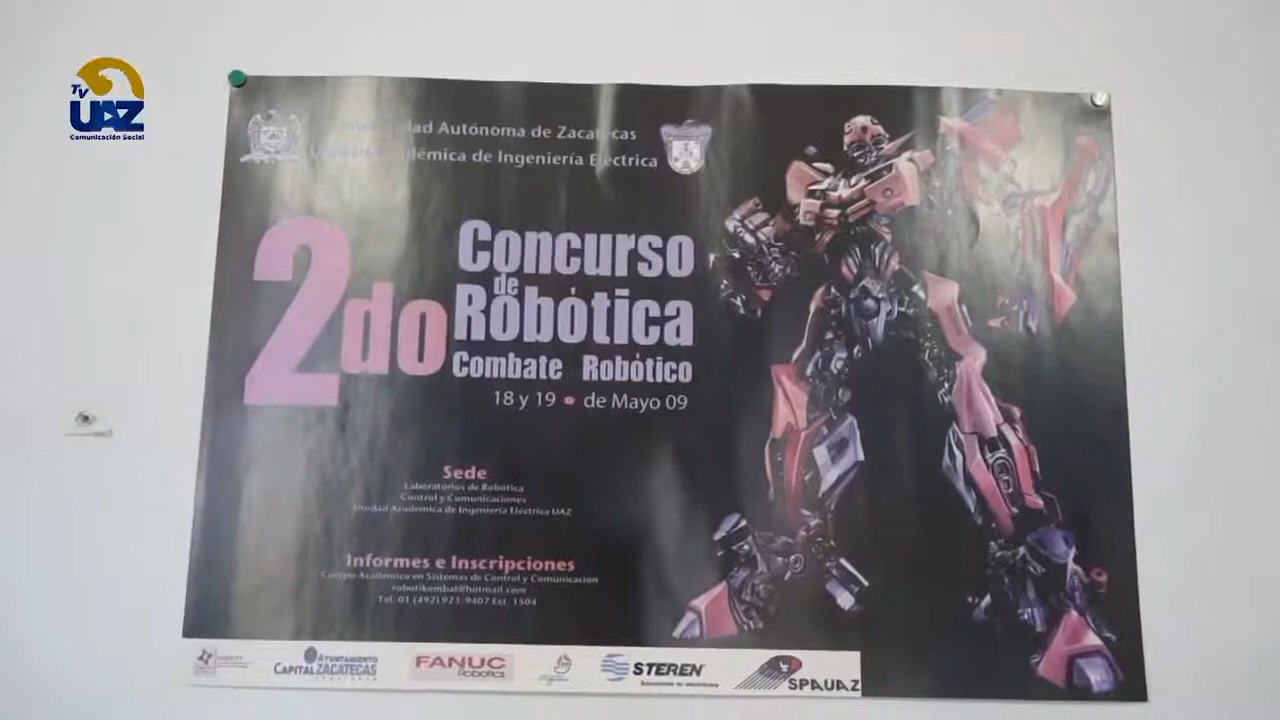 TV
UAZ
Comunicación Social
dad Autónoma de Zacatecas
Académica de Ingeniería Eléctrica
2do
Concurso
de
Robótica
Combate Robótico
18 y 19 de Mayo 09
Sede
Laboratorios de Robótica
Control y Comunicaciones
Unidad Académica de Ingeniería Eléctrica UAZ
Informes e Inscripciones
Cuerpo Académico en Sistemas de Control y Comunicación
robotikombat@hotmail.com
Tel: 01 (492) 923 9407 Ext. 1504
AYUNTAMIENTO
CAPITAL ZACATECAS
FANUC
Robotics
STEREN
SPAUAZ